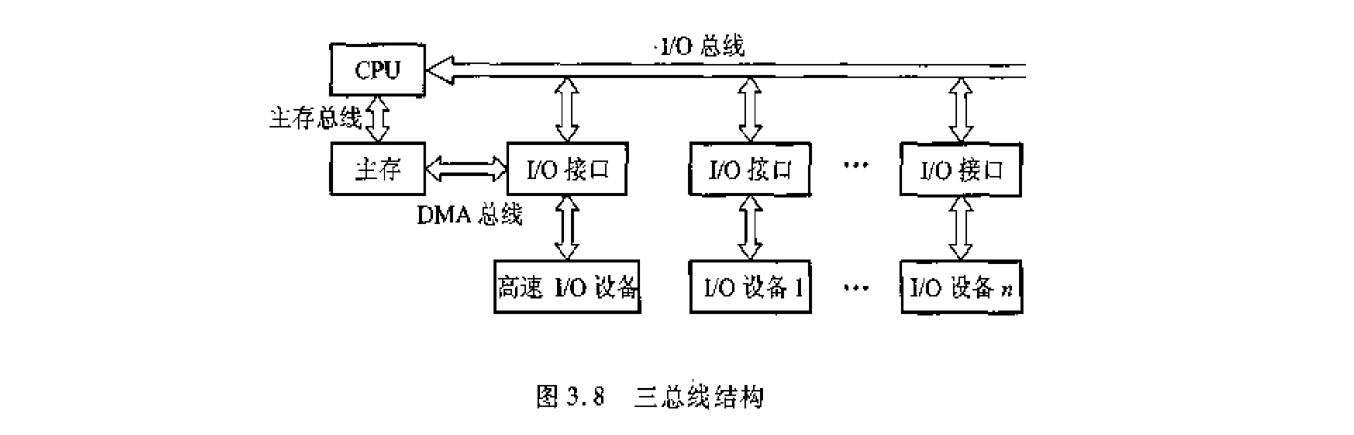 I/O 总线
CPU
主存总线
主存
I/O 接口
I/O 接口
···
I/O 接口
DMA 总线
高速 I/O 设备
I/O 设备 1
···
I/O 设备 n
图 3.8 三总线结构